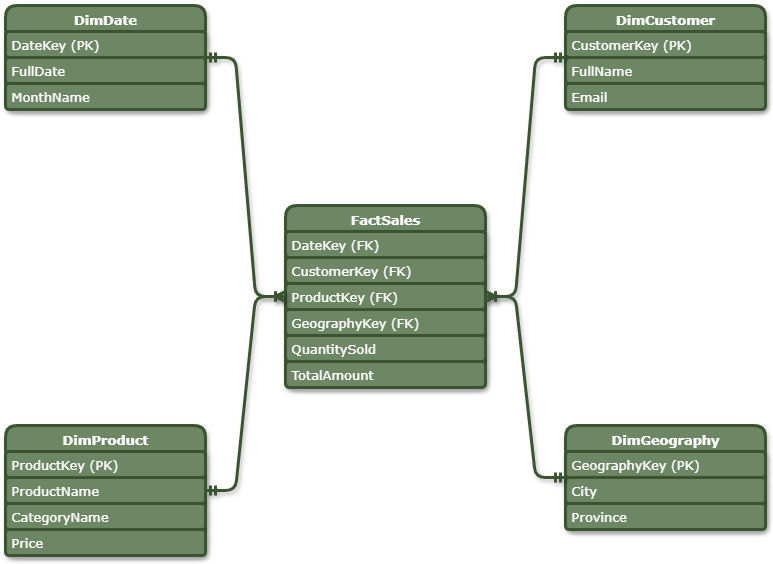 DimDate
DateKey (PK)
FullDate
MonthName
DimCustomer
CustomerKey (PK)
FullName
Email
FactSales
DateKey (FK)
CustomerKey (FK)
ProductKey (FK)
GeographyKey (FK)
QuantitySold
TotalAmount
DimProduct
ProductKey (PK)
ProductName
CategoryName
Price
DimGeography
GeographyKey (PK)
City
Province